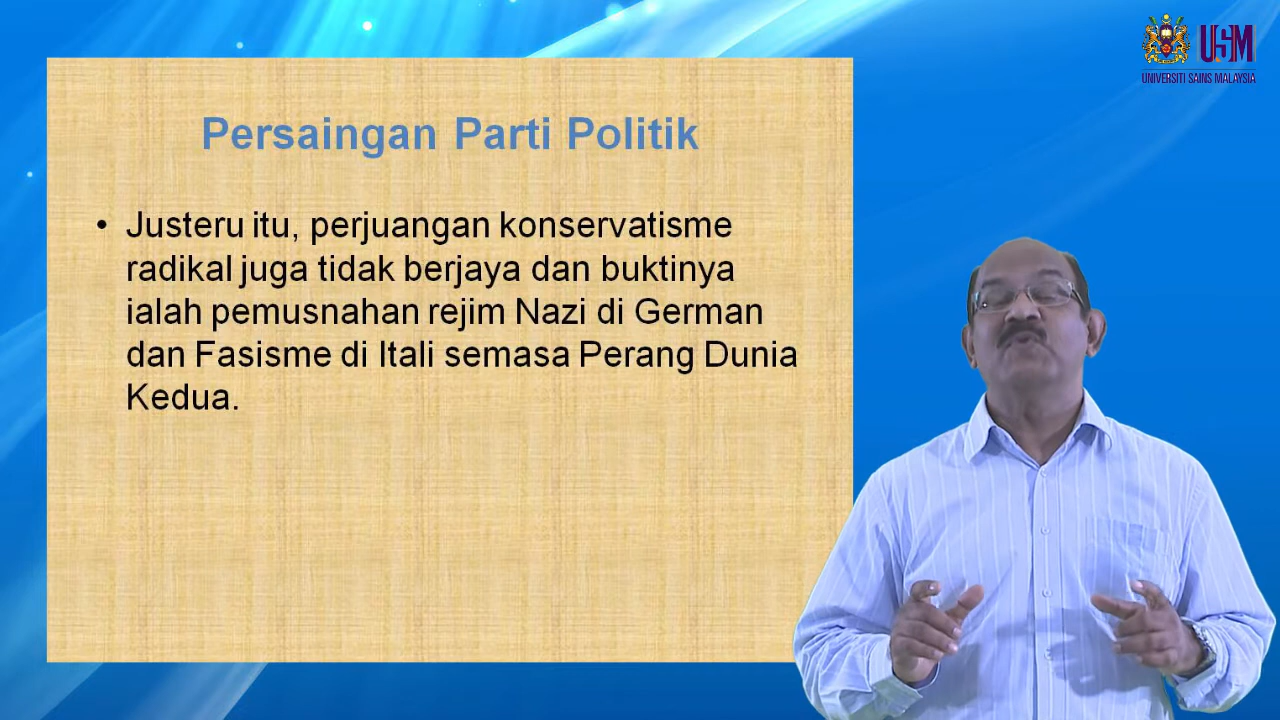 USM
UNIVERSITI SAINS MALAYSIA
Persaingan Parti Politik
• Justeru itu, perjuangan konservatisme
radikal juga tidak berjaya dan buktinya
ialah pemusnahan rejim Nazi di German
dan Fasisme di Itali semasa Perang Dunia
Kedua.